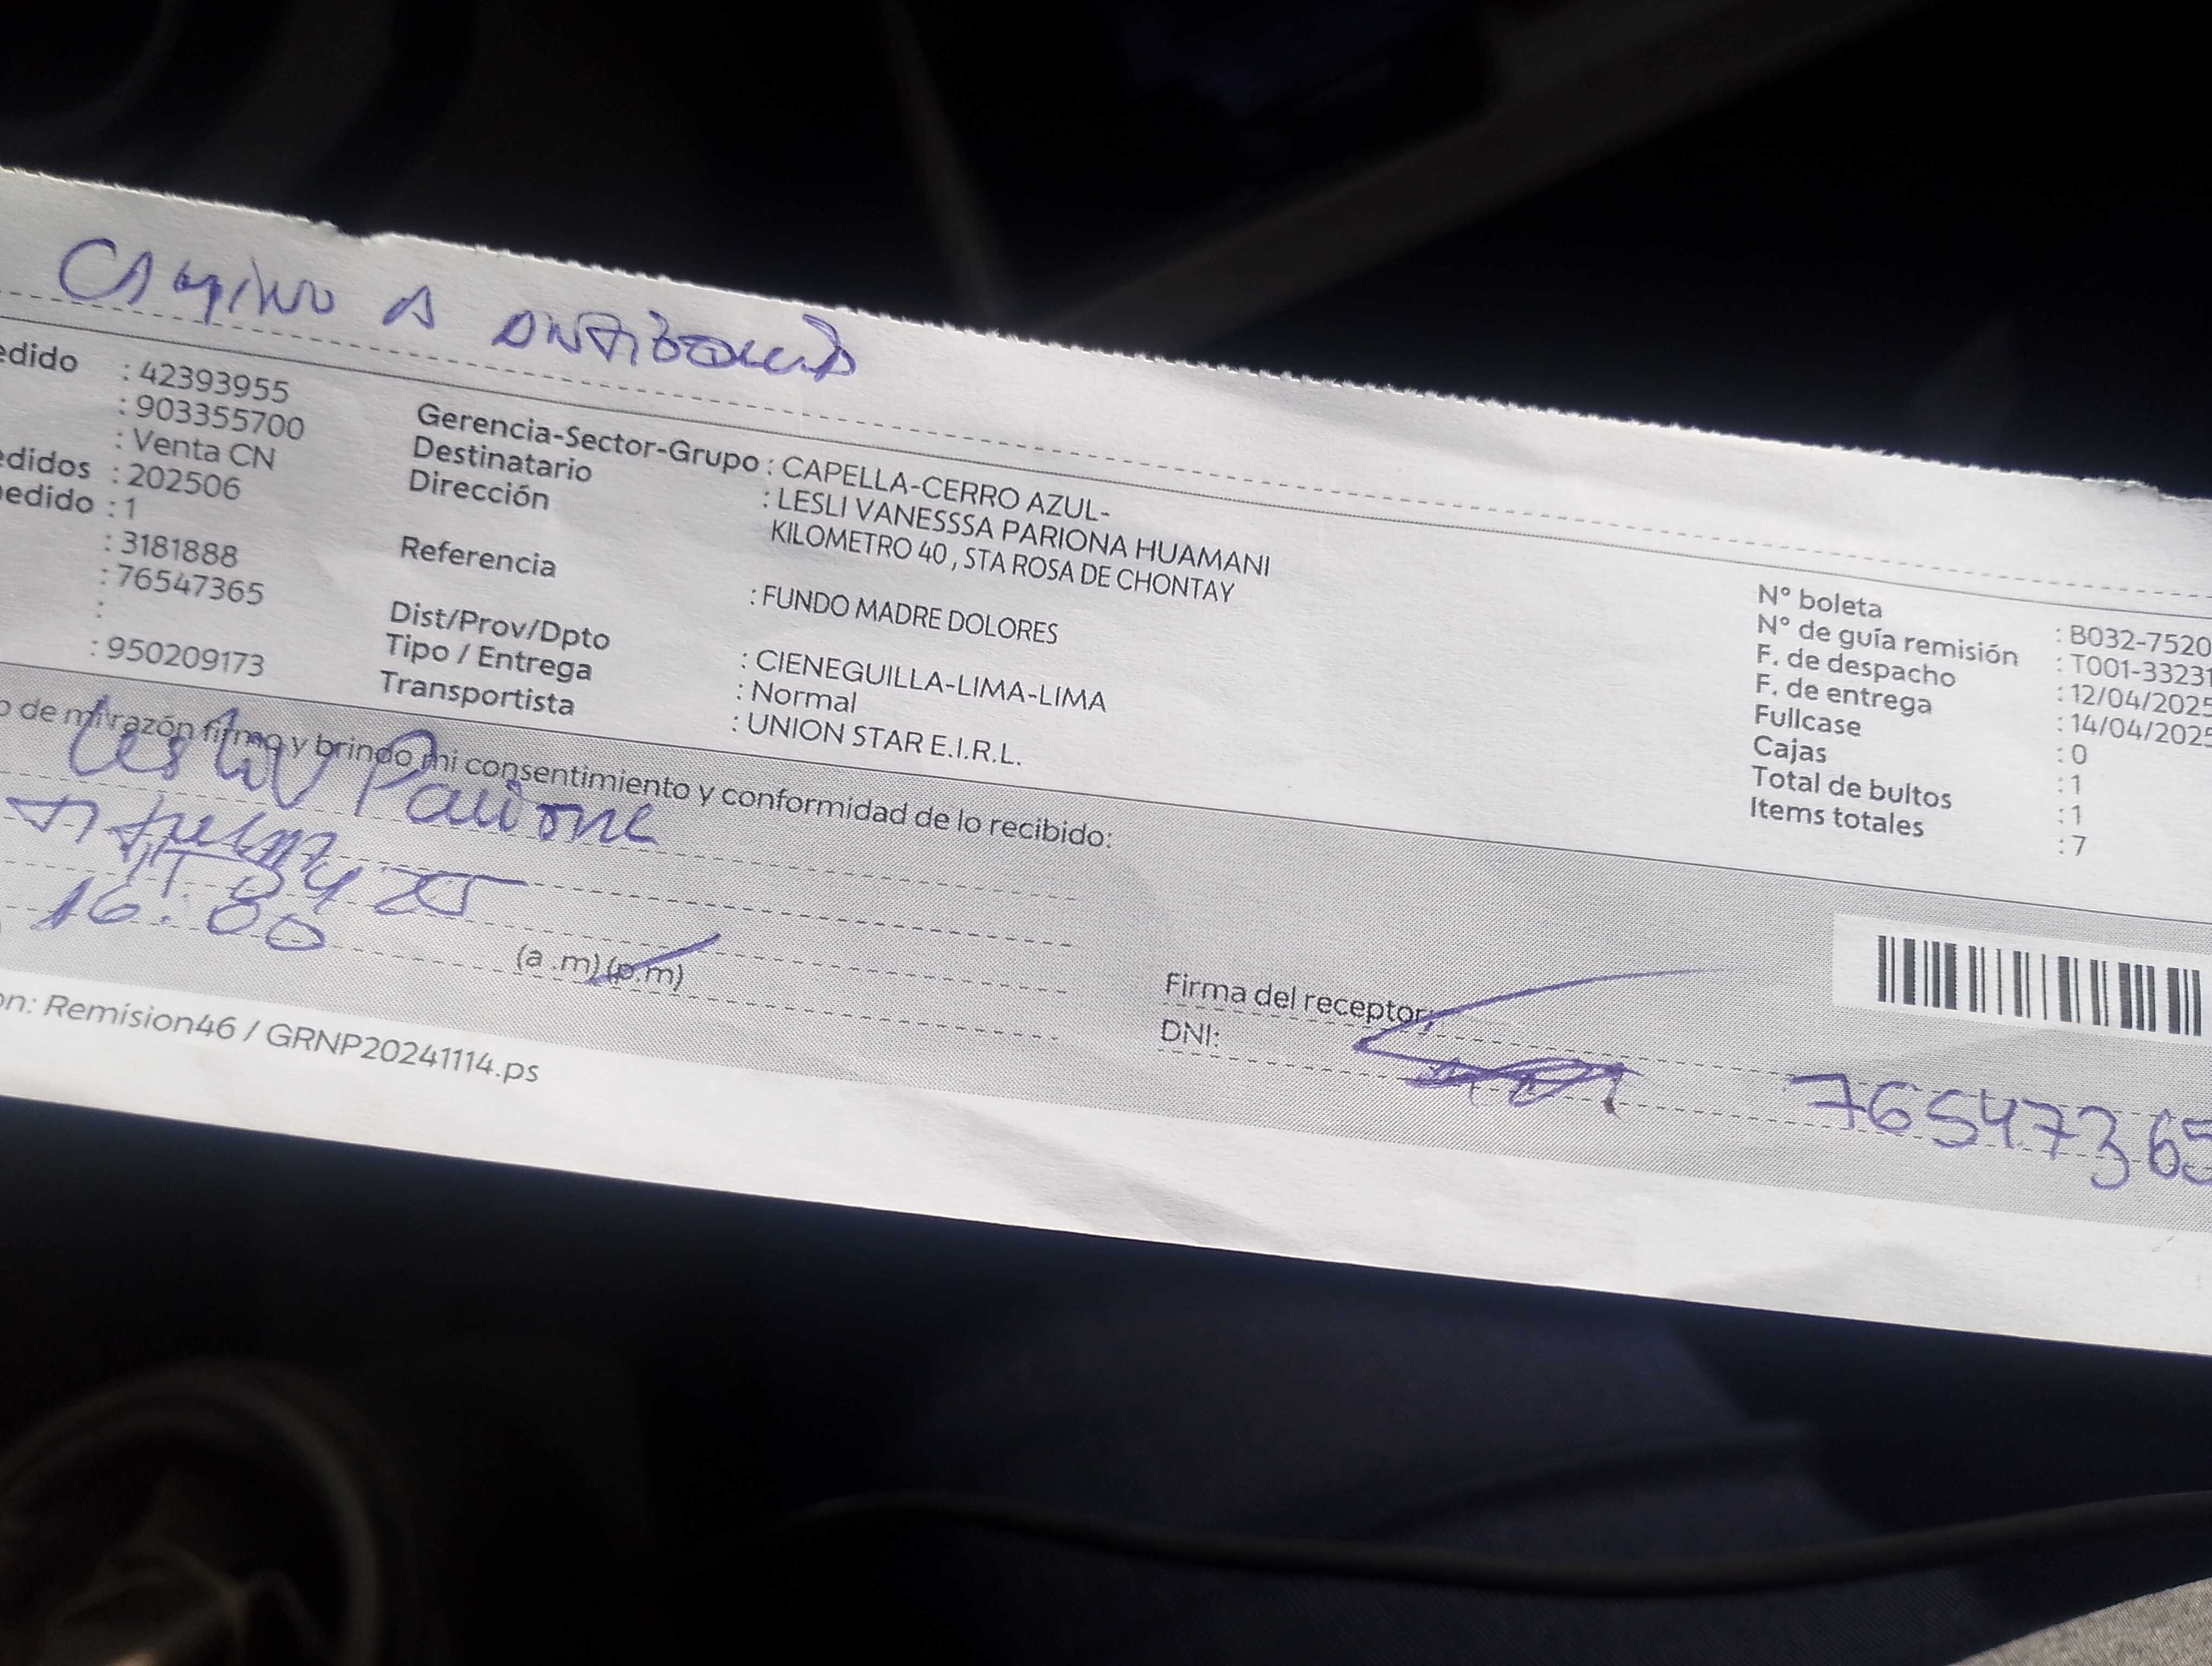 CAMINO A ANTIOQUIA
edido : 42393955
: 903355700
: Venta CN
edidos : 202506
pedido : 1
: 3181888
: 76547365
:
: 950209173
Gerencia-Sector-Grupo : CAPELLA-CERRO AZUL-
Destinatario : LESLI VANESSSA PARIONA HUAMANI
Dirección KILOMETRO 40 , STA ROSA DE CHONTAY
Referencia : FUNDO MADRE DOLORES
Dist/Prov/Dpto : CIENEGUILLA-LIMA-LIMA
Tipo / Entrega : Normal
Transportista : UNION STAR E.I.R.L.
N° boleta : B032-7520
N° de guía remisión : T001-33231
F. de despacho : 12/04/2025
F. de entrega : 14/04/2025
Fullcase : 0
Cajas : 1
Total de bultos : 1
Items totales : 7
o de mi razón firmo y brindo mi consentimiento y conformidad de lo recibido:
Pariona
16:00
(a .m) (p.m)
Firma del receptor:
DNI: 76547365
on: Remision46 / GRNP20241114.ps